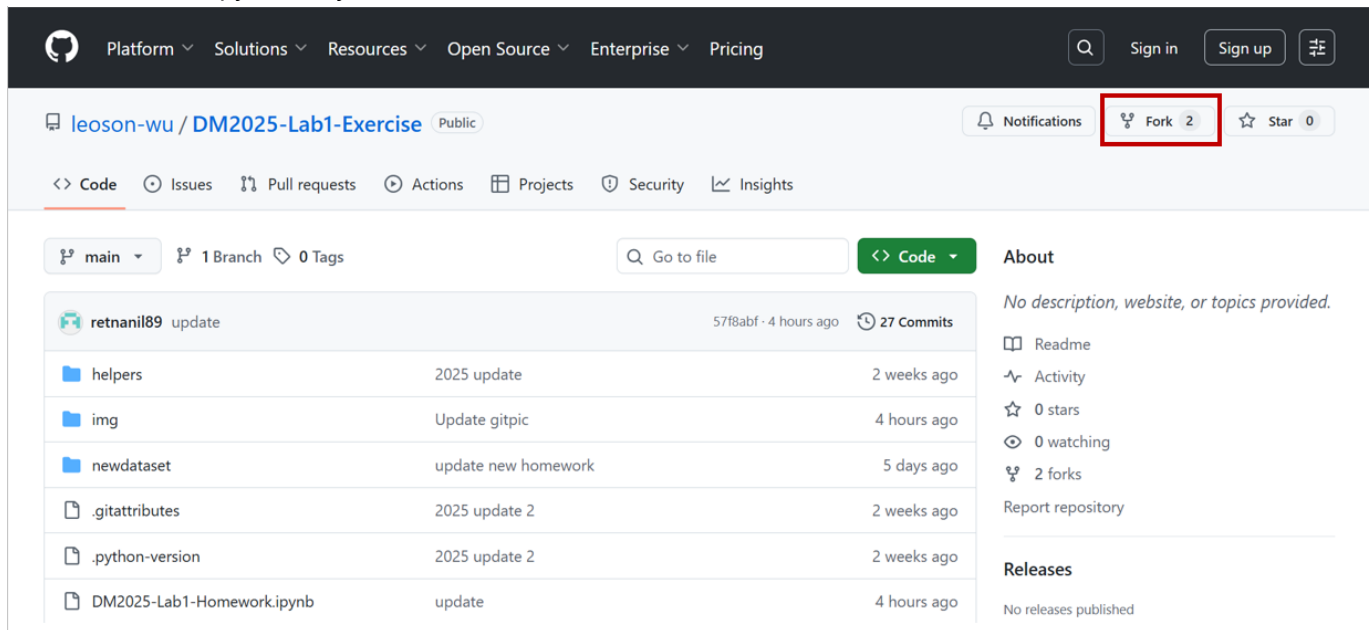 Platform Solutions Resources Open Source Enterprise Pricing Sign in Sign up
leoson-wu / DM2025-Lab1-Exercise Public Notifications Fork 2 Star 0
Code Issues Pull requests Actions Projects Security Insights
main 1 Branch 0 Tags Go to file Code About
No description, website, or topics provided.
retnanil89 update 57f8abf · 4 hours ago 27 Commits
Readme
helpers 2025 update 2 weeks ago
Activity
0 stars
img Update gitpic 4 hours ago
0 watching
newdataset update new homework 5 days ago
2 forks
.gitattributes 2025 update 2 2 weeks ago
Report repository
.python-version 2025 update 2 2 weeks ago
Releases
DM2025-Lab1-Homework.ipynb update 4 hours ago
No releases published